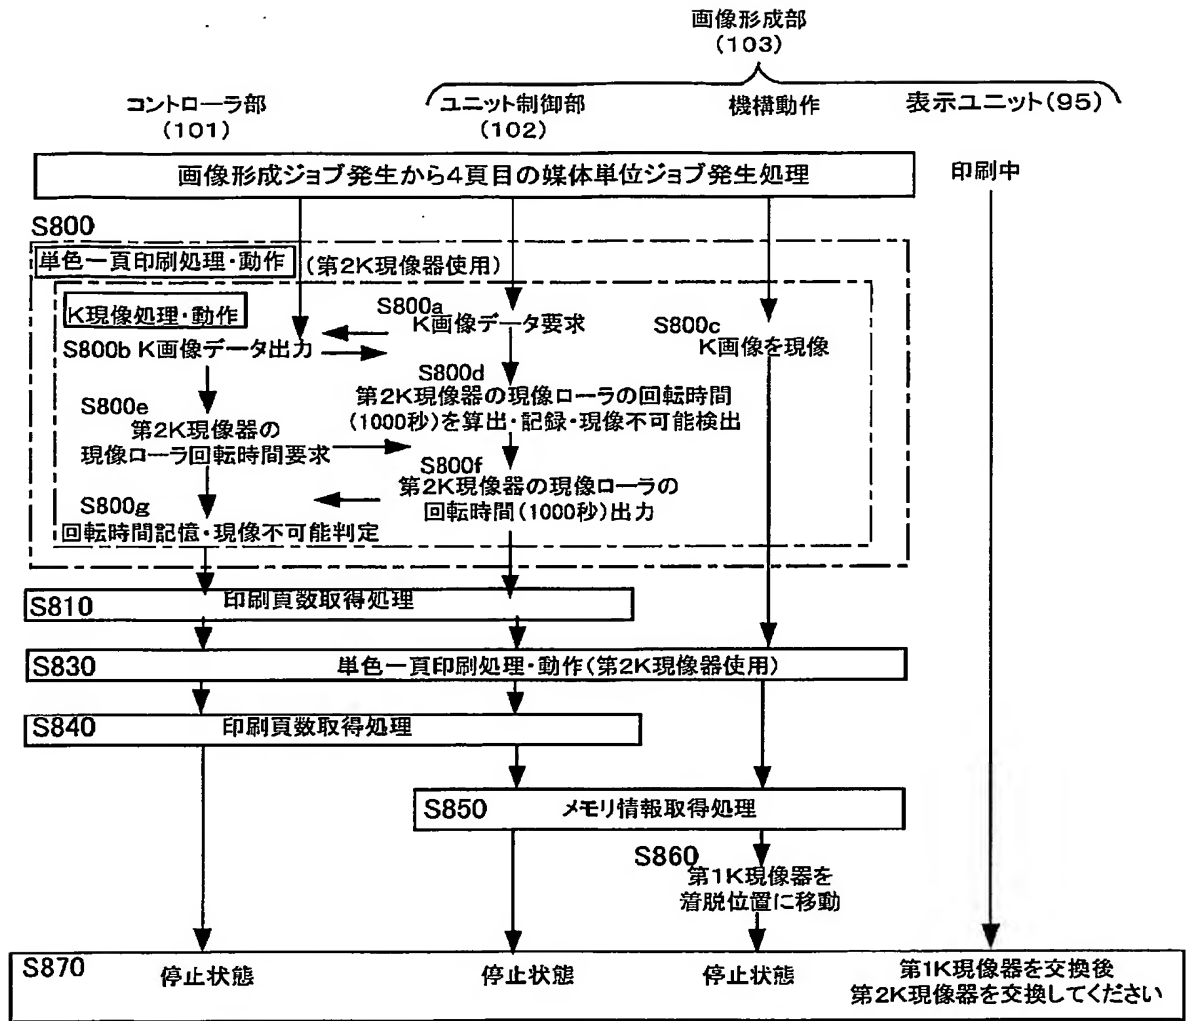 画像形成部
(103)
コントローラ部
(101)
ユニット制御部
(102)
機構動作
表示ユニット(95)
画像形成ジョブ発生から4頁目の媒体単位ジョブ発生処理
印刷中
S800
単色一頁印刷処理・動作
(第2K現像器使用)
K現像処理・動作
S800a
K画像データ要求
S800b K画像データ出力
S800c
K画像を現像
S800d
第2K現像器の現像ローラの回転時間
(1000秒)を算出・記録・現像不可能検出
S800e
第2K現像器の
現像ローラ回転時間要求
S800f
第2K現像器の現像ローラの
回転時間(1000秒)出力
S800g
回転時間記憶・現像不可能判定
S810 印刷頁数取得処理
S830 単色一頁印刷処理・動作(第2K現像器使用)
S840 印刷頁数取得処理
S850 メモリ情報取得処理
S860
第1K現像器を
着脱位置に移動
S870 停止状態 停止状態 停止状態
第1K現像器を交換後
第2K現像器を交換してください